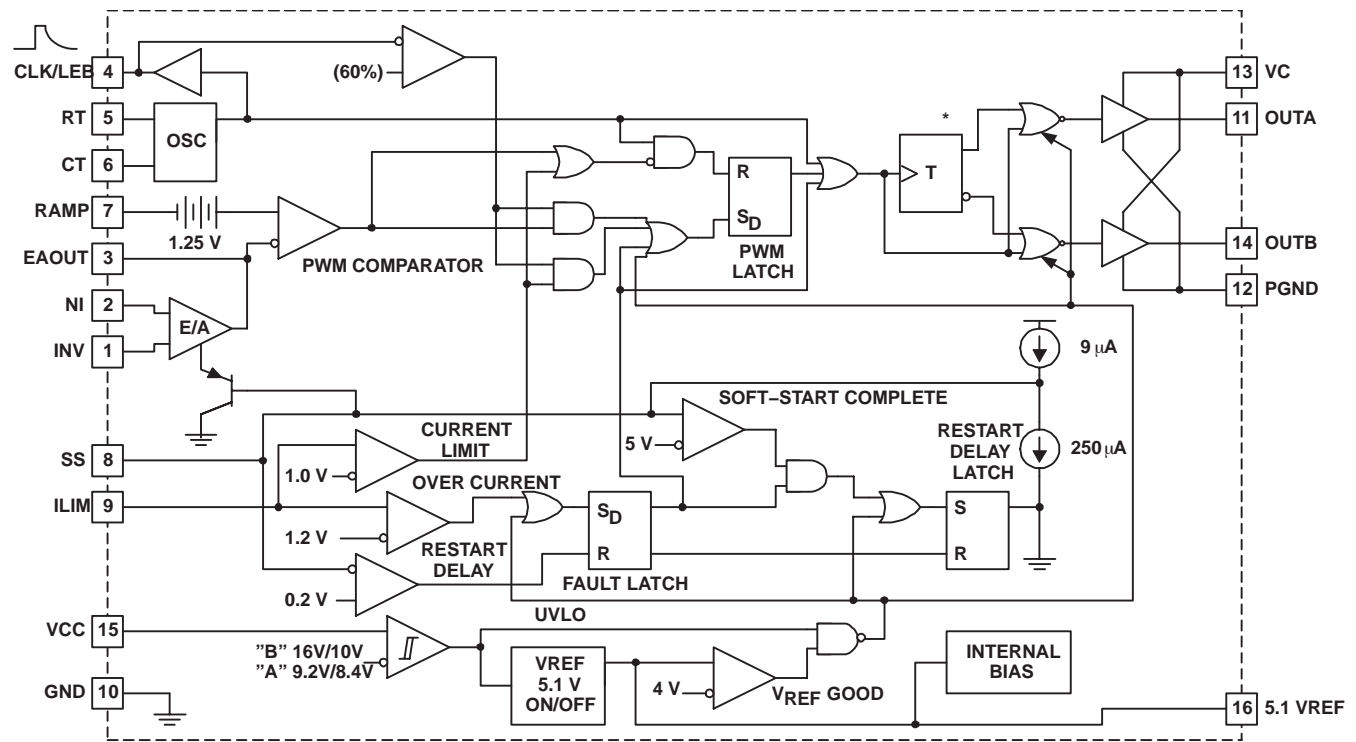 CLK/LEB 4
(60%)
13 VC
RT 5
OSC
*
11 OUTA
CT 6
R
T
RAMP 7
SD
1.25 V
EAOUT 3
PWM COMPARATOR
PWM
LATCH
14 OUTB
NI 2
12 PGND
E/A
INV 1
9 µA
SOFT−START COMPLETE
CURRENT
LIMIT
5 V
RESTART
DELAY
LATCH
250 µA
SS 8
1.0 V
OVER CURRENT
ILIM 9
SD
S
1.2 V
RESTART
DELAY
R
R
FAULT LATCH
0.2 V
UVLO
VCC 15
”B” 16V/10V
”A” 9.2V/8.4V
VREF
5.1 V
ON/OFF
INTERNAL
BIAS
4 V
VREF GOOD
GND 10
16 5.1 VREF